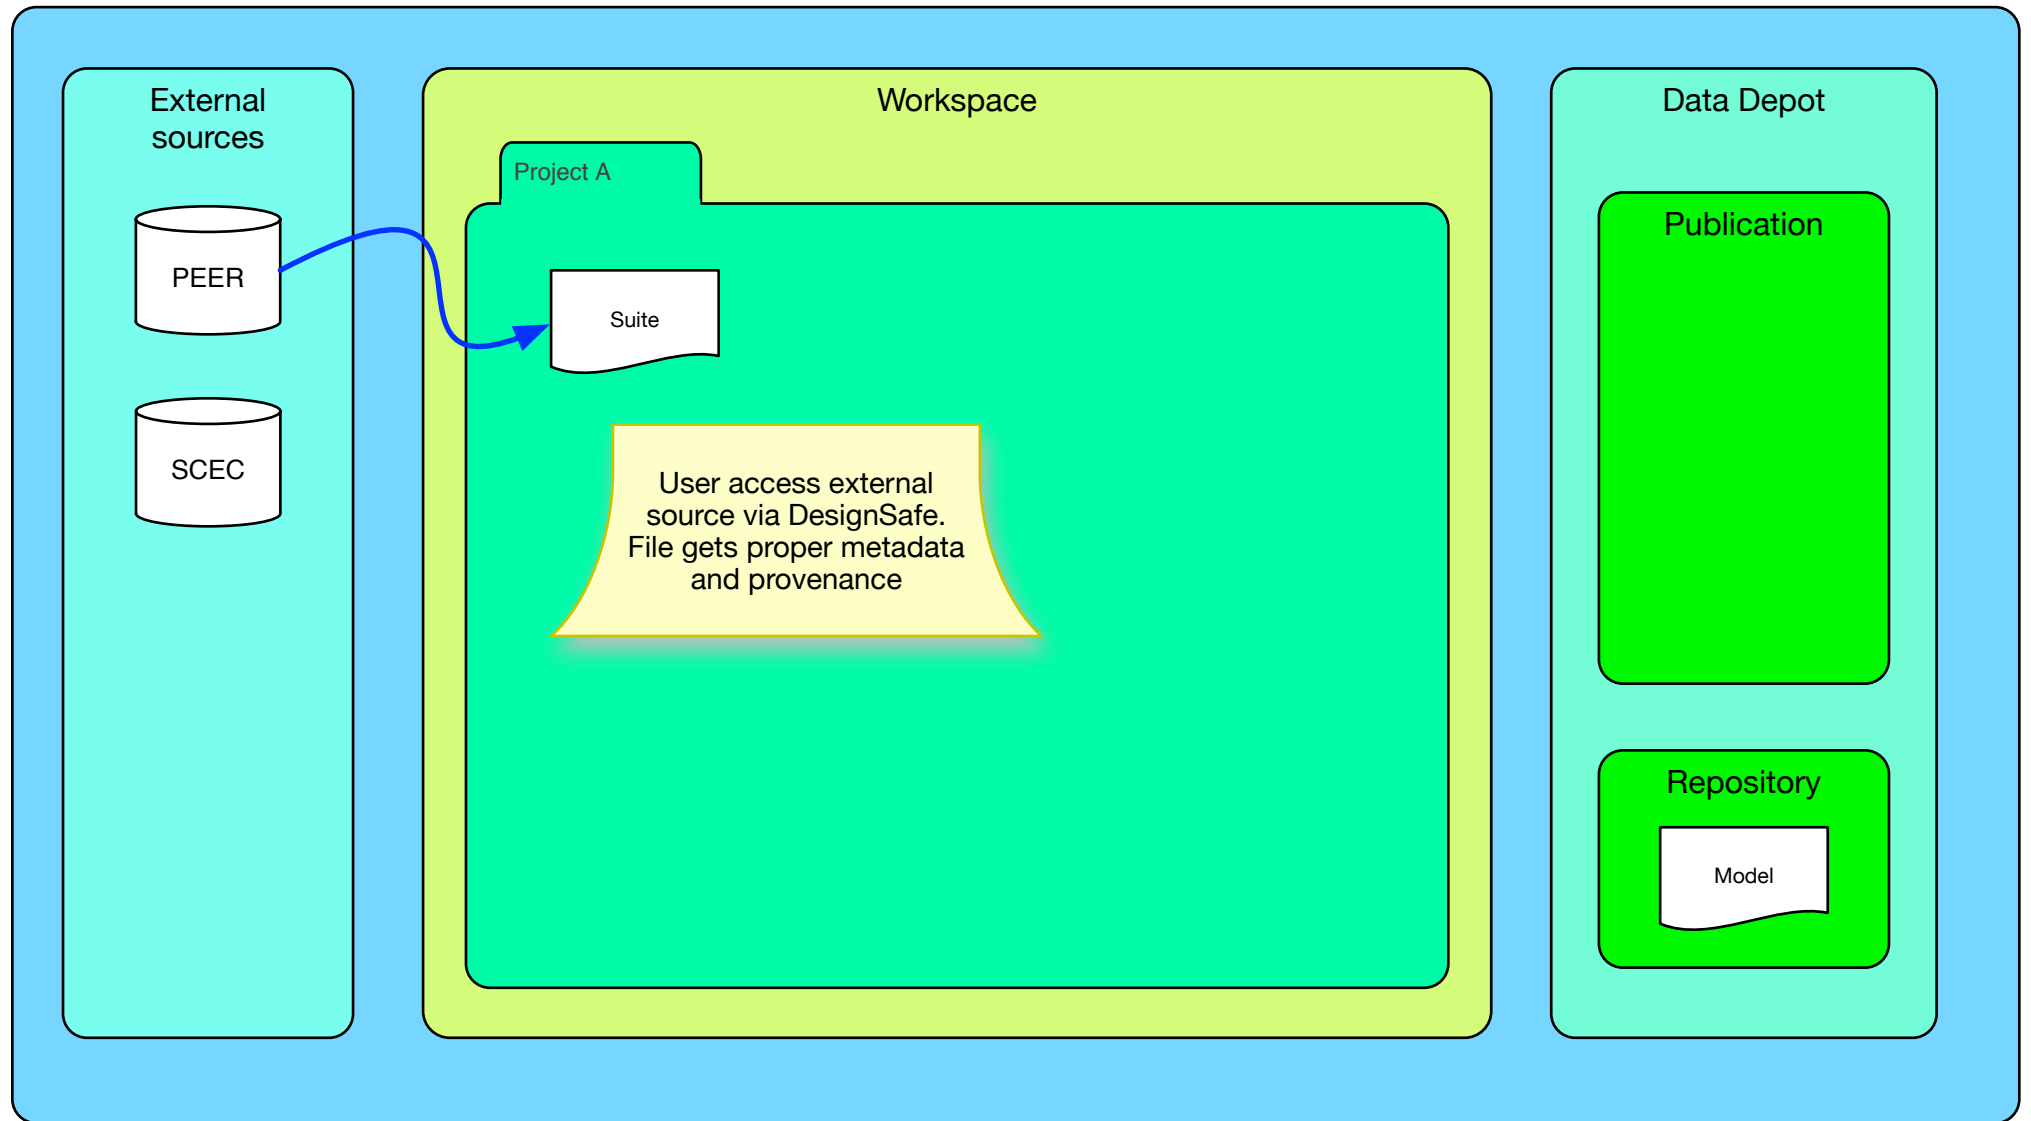 External
sources
PEER
SCEC
Workspace
Project A
Suite
User access external
source via DesignSafe.
File gets proper metadata
and provenance
Data Depot
Publication
Repository
Model